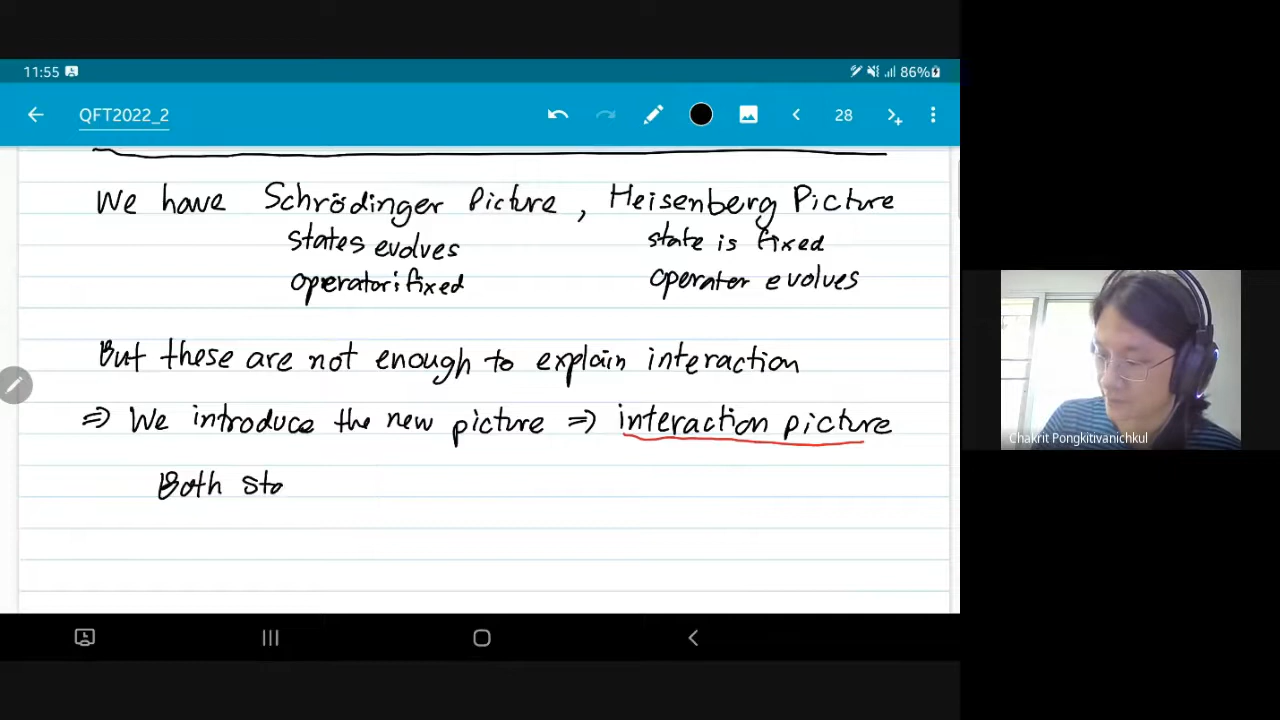 11:55 86%
QFT2022_2 28
We have Schrödinger Picture , Heisenberg Picture
states evolves state is fixed
operator is fixed operator evolves
But these are not enough to explain interaction
⇒ We introduce the new picture ⇒ interaction picture
Both sta
Chakrit Pongkitivanichkul